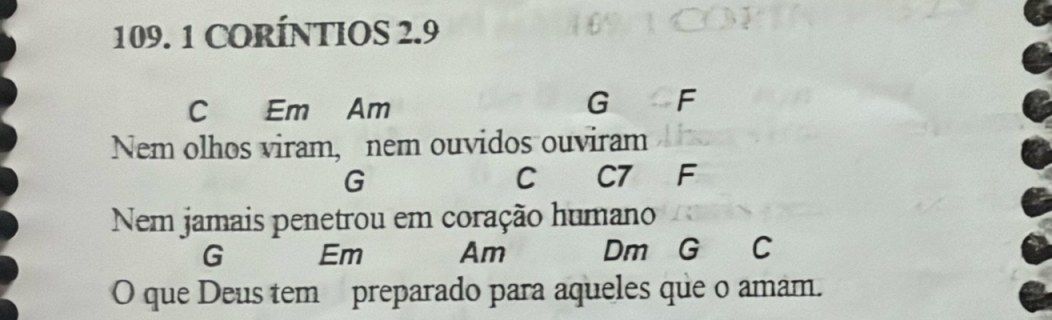 109. 1 CORÍNTIOS 2.9
C Em Am G F
Nem olhos viram, nem ouvidos ouviram
G C C7 F
Nem jamais penetrou em coração humano
G Em Am Dm G C
O que Deus tem preparado para aqueles que o amam.